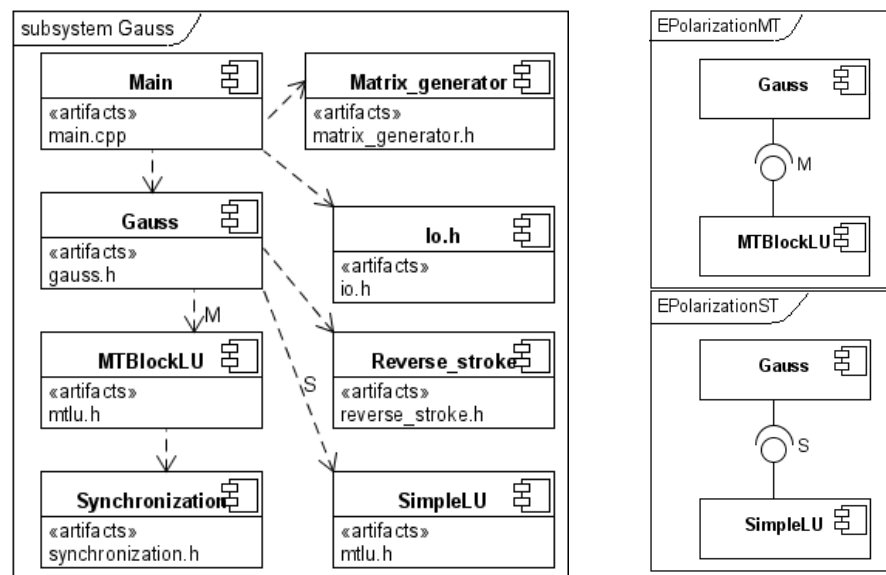 subsystem Gauss
Main
«artifacts»
main.cpp
Matrix_generator
«artifacts»
matrix_generator.h
Gauss
«artifacts»
gauss.h
Io.h
«artifacts»
io.h
M
MTBlockLU
«artifacts»
mtlu.h
S
Reverse_stroke
«artifacts»
reverse_stroke.h
Synchronization
«artifacts»
synchronization.h
SimpleLU
«artifacts»
mtlu.h
EPolarizationMT
Gauss
M
MTBlockLU
EPolarizationST
Gauss
S
SimpleLU